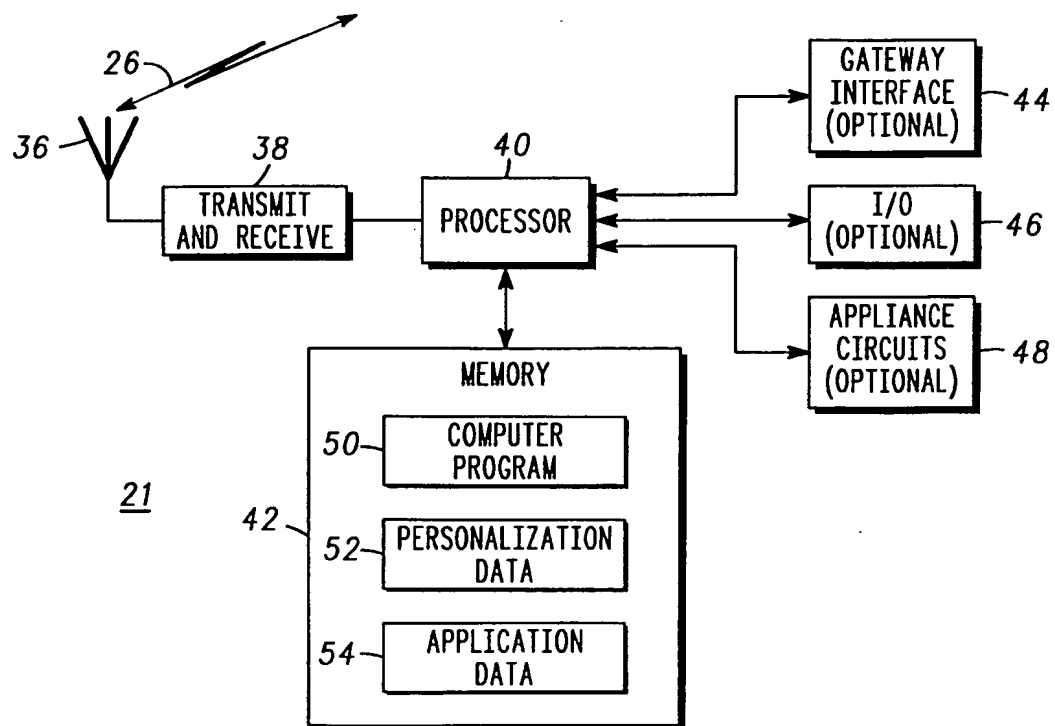 26
36
38
TRANSMIT
AND RECEIVE
40
PROCESSOR
GATEWAY
INTERFACE
(OPTIONAL)
44
I/O
(OPTIONAL)
46
APPLIANCE
CIRCUITS
(OPTIONAL)
48
MEMORY
50
COMPUTER
PROGRAM
21
42
52
PERSONALIZATION
DATA
54
APPLICATION
DATA